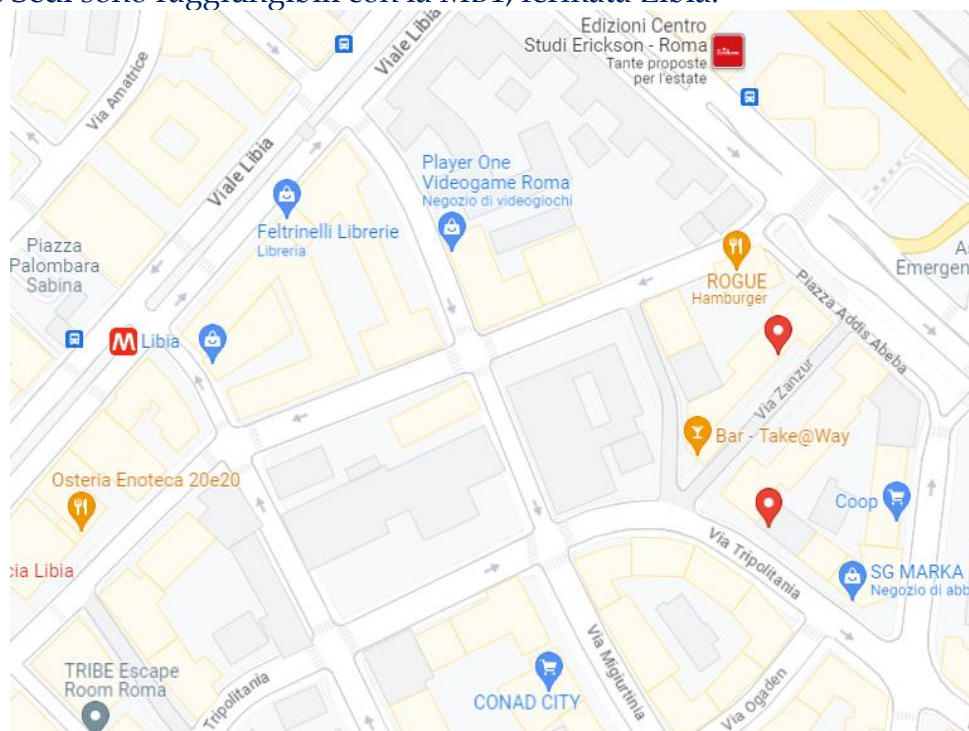 Sedi sono raggiungibili con la MB1, fermata Libia.
Edizioni Centro
Studi Erickson - Roma
Tante proposte
per l'estate
Viale Libia
Via Amatrice
Viale Libia
Player One
Videogame Roma
Negozio di videogiochi
Feltrinelli Librerie
Libreria
Piazza
Palombara
Sabina
ROGUE
Hamburger
Emergen
Piazza Addis Abeba
M Libia
Via Zanzur
Bar - Take@Way
Osteria Enoteca 20e20
Coop
Via Tripolitania
cia Libia
SG MARKA
Negozio di abb
TRIBE Escape
Room Roma
Tripolitania
CONAD CITY
Via Migiurtinia
Via Ogaden